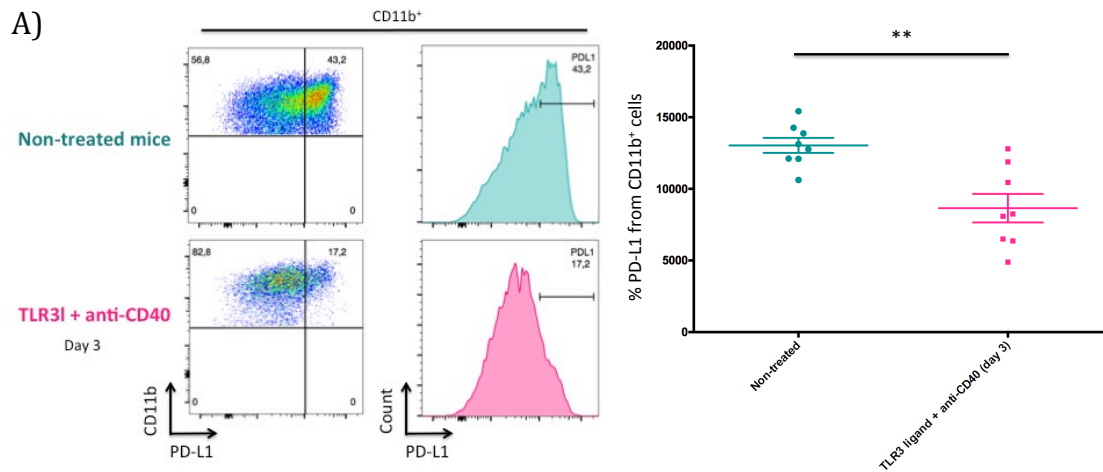 A)
CD11b⁺
Non-treated mice
56,8
43,2
0
0
PDL1
43,2
TLR3l + anti-CD40
Day 3
82,8
17,2
0
0
PDL1
17,2
CD11b
PD-L1
Count
PD-L1
**
% PD-L1 from CD11b⁺ cells
20000
15000
10000
5000
0
Non-treated
TLR3 ligand + anti-CD40 (day 3)